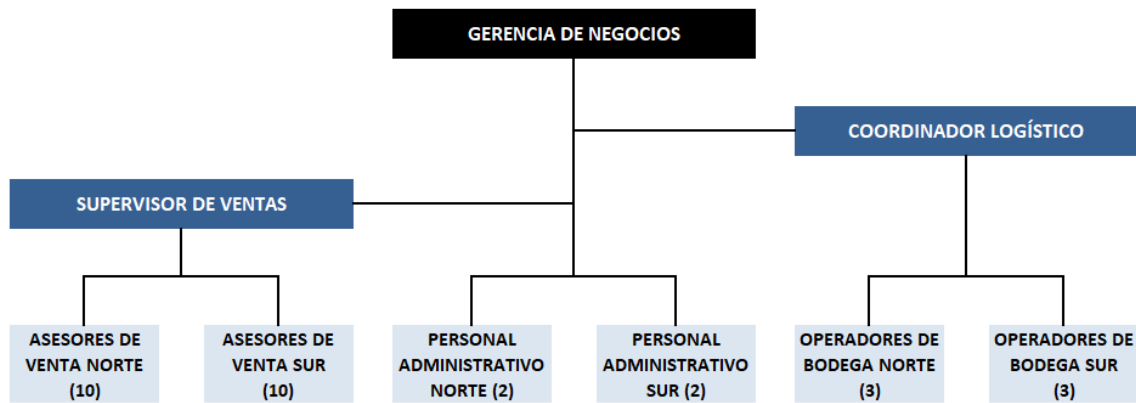 GERENCIA DE NEGOCIOS
COORDINADOR LOGÍSTICO
SUPERVISOR DE VENTAS
ASESORES DE
VENTA NORTE
(10)
ASESORES DE
VENTA SUR
(10)
PERSONAL
ADMINISTRATIVO
NORTE (2)
PERSONAL
ADMINISTRATIVO
SUR (2)
OPERADORES DE
BODEGA NORTE
(3)
OPERADORES DE
BODEGA SUR
(3)